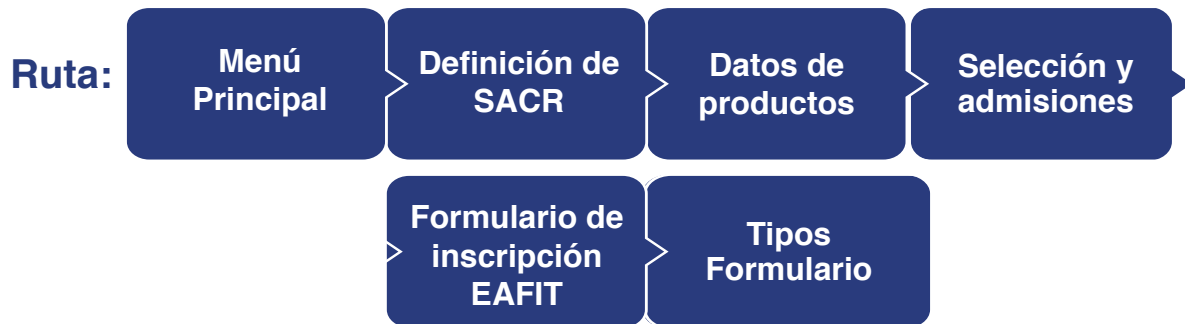 Ruta:
Menú
Principal
Definición de
SACR
Datos de
productos
Selección y
admisiones
Formulario de
inscripción
EAFIT
Tipos
Formulario